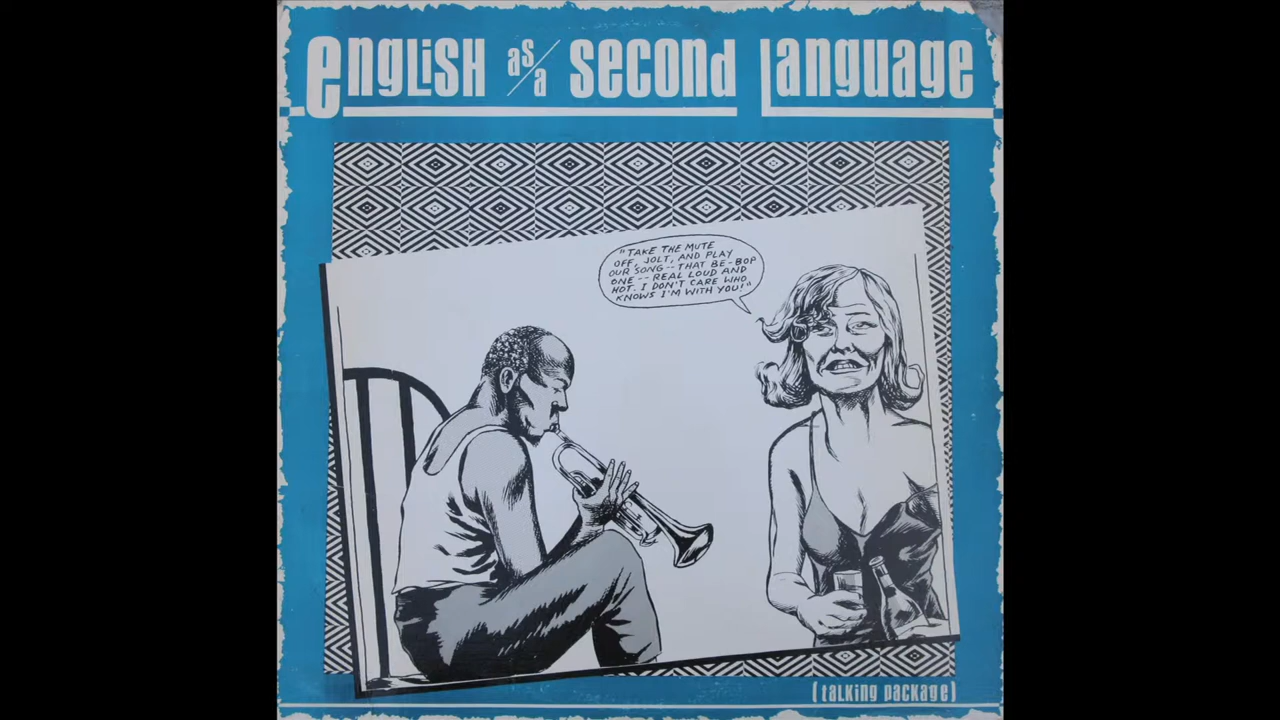 English as/a second Language
"TAKE THE MUTE
OFF, JOLT, AND PLAY
OUR SONG -- THAT BE-BOP
ONE -- REAL LOUD AND
HOT. I DON'T CARE WHO
KNOWS I'M WITH YOU!"
(talking package)